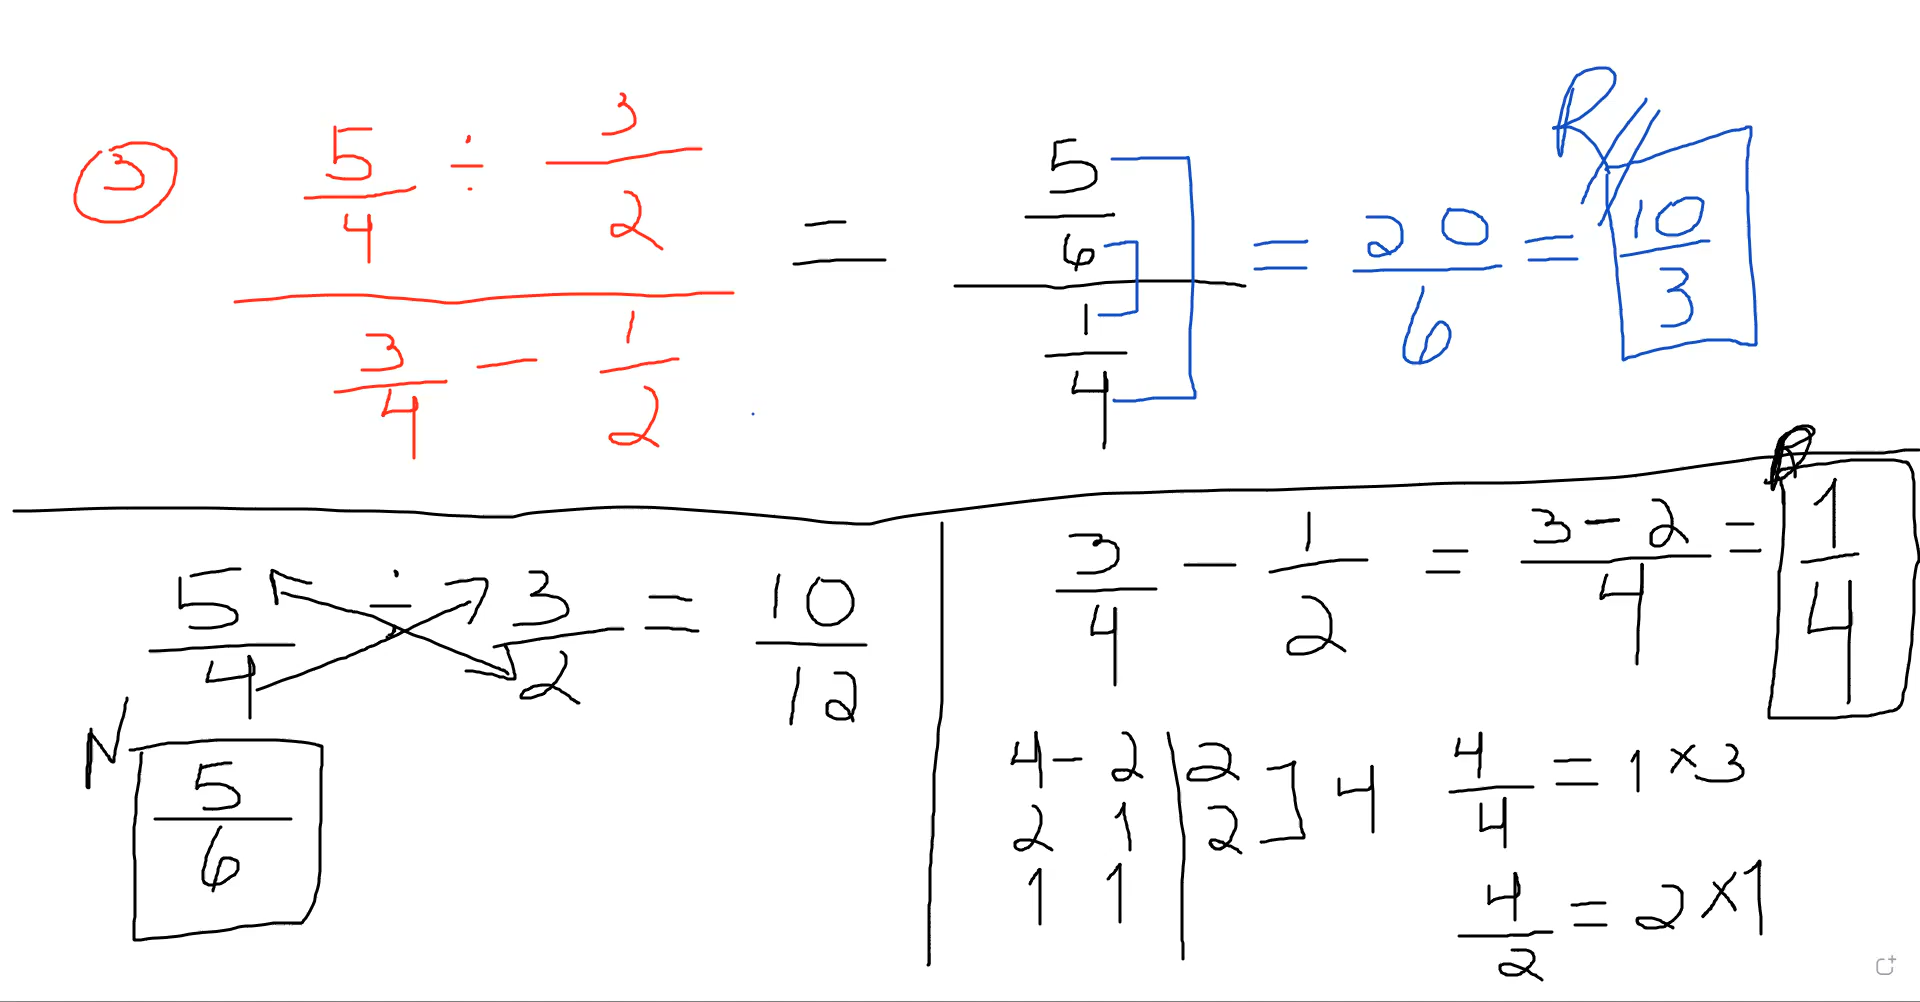 3
5/4 ÷ 3/2
3/4 - 1/2
= 5/6 / 1/4 = 20/6 = 10/3
R//
5/4 ÷ 3/2 = 10/12
N
5/6
3/4 - 1/2 = 3-2/4 = 1/4
R
4 - 2 | 2
2 1 | 2 ] 4
1 1 |
4/4 = 1 × 3
4/2 = 2 × 1